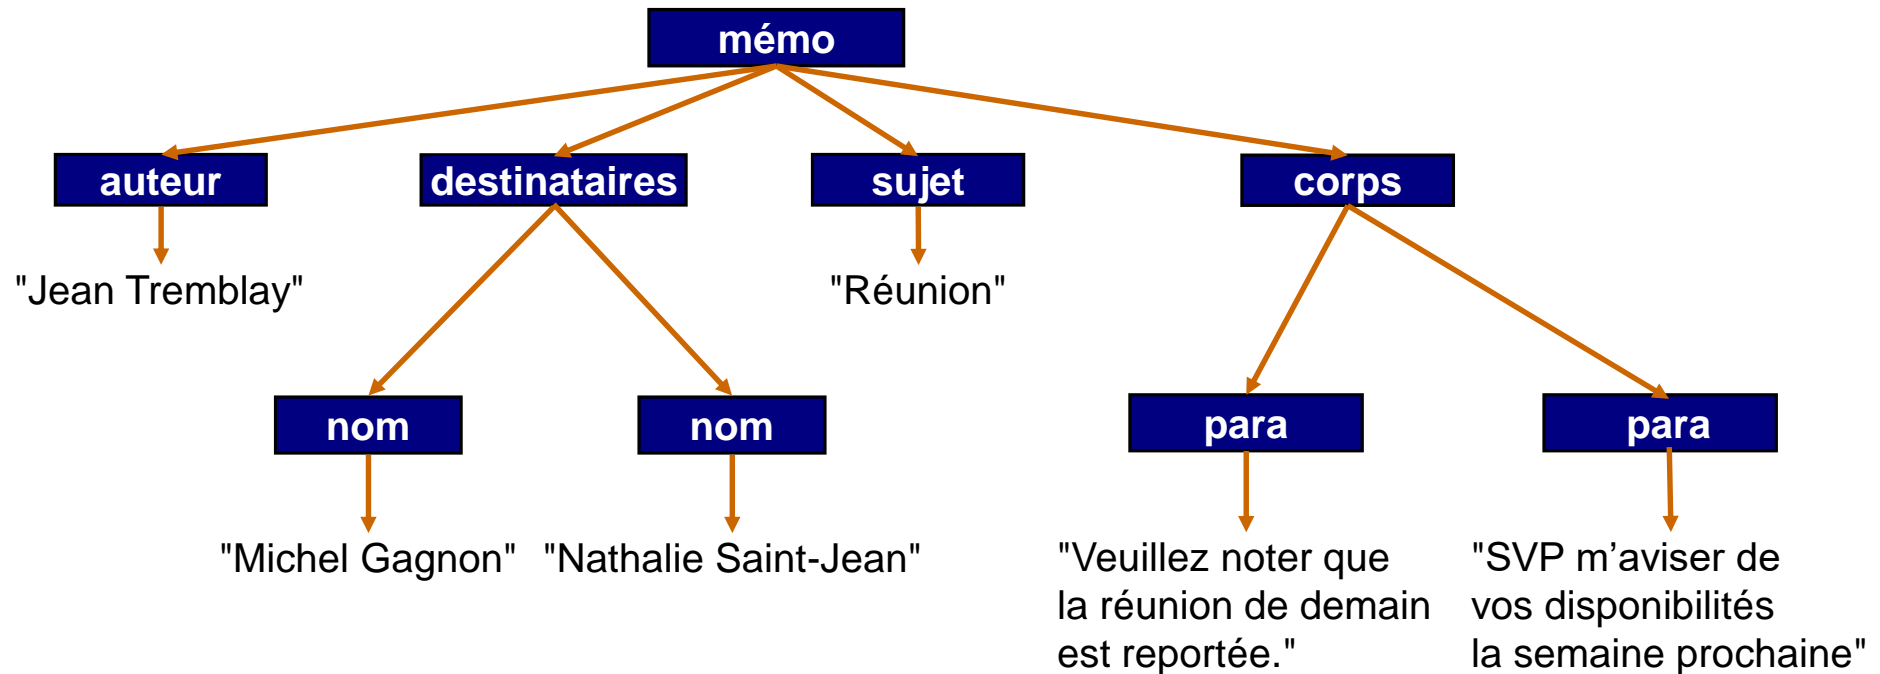 mémo
auteur
destinataires
sujet
corps
"Jean Tremblay"
"Réunion"
nom
nom
para
para
"Michel Gagnon"
"Nathalie Saint-Jean"
"Veuillez noter que
la réunion de demain
est reportée."
"SVP m’aviser de
vos disponibilités
la semaine prochaine"